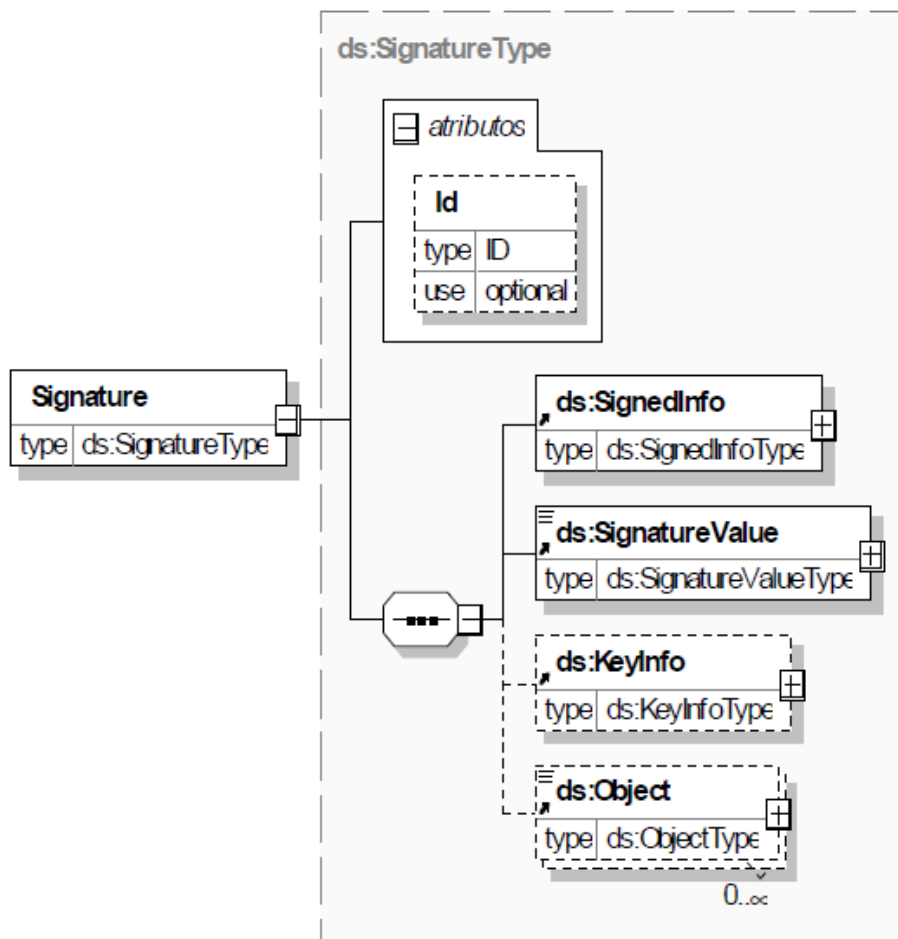 ds:SignatureType
atributos
Id
type ID
use optional
Signature
type ds:SignatureType
ds:SignedInfo
type ds:SignedInfoType
ds:SignatureValue
type ds:SignatureValueType
ds:KeyInfo
type ds:KeyInfoType
ds:Object
type ds:ObjectType
0..∞